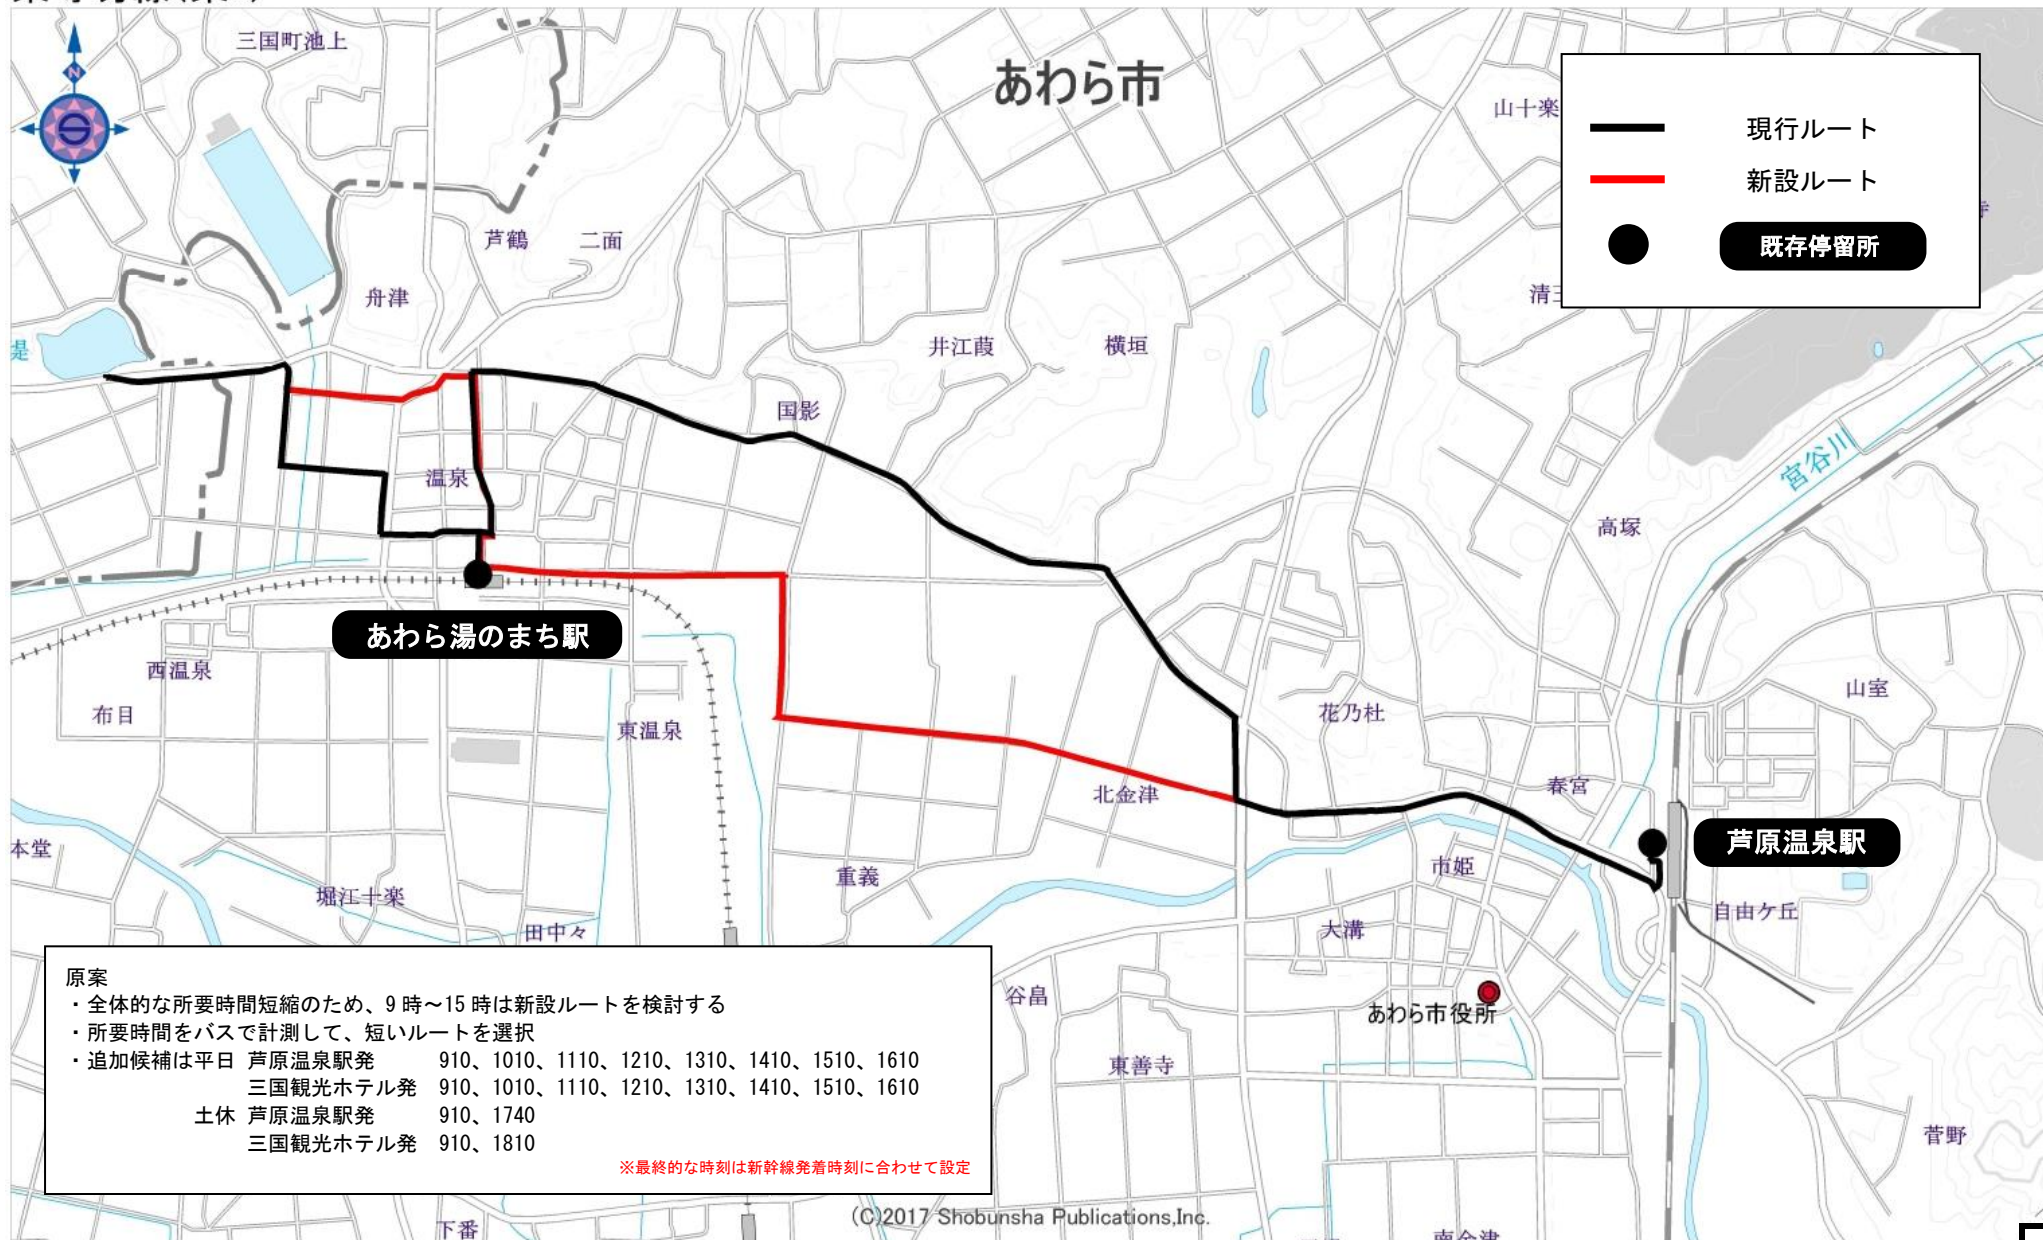 三国町池上
あわら市
山十楽
現行ルート
新設ルート
既存停留所
芦鶴
二面
舟津
清
堤
井江葭
横垣
国影
温泉
宮谷川
高塚
あわら湯のまち駅
西温泉
布目
東温泉
花乃杜
山室
北金津
春宮
本堂
重義
市姫
芦原温泉駅
堀江十楽
田中々
大溝
自由ケ丘
谷畠
あわら市役所
東善寺
菅野
原案
・全体的な所要時間短縮のため、9時～15時は新設ルートを検討する
・所要時間をバスで計測して、短いルートを選択
・追加候補は平日 芦原温泉駅発 910、1010、1110、1210、1310、1410、1510、1610
三国観光ホテル発 910、1010、1110、1210、1310、1410、1510、1610
土休 芦原温泉駅発 910、1740
三国観光ホテル発 910、1810
※最終的な時刻は新幹線発着時刻に合わせて設定
下番
(C)2017 Shobunsha Publications,Inc.
南金津